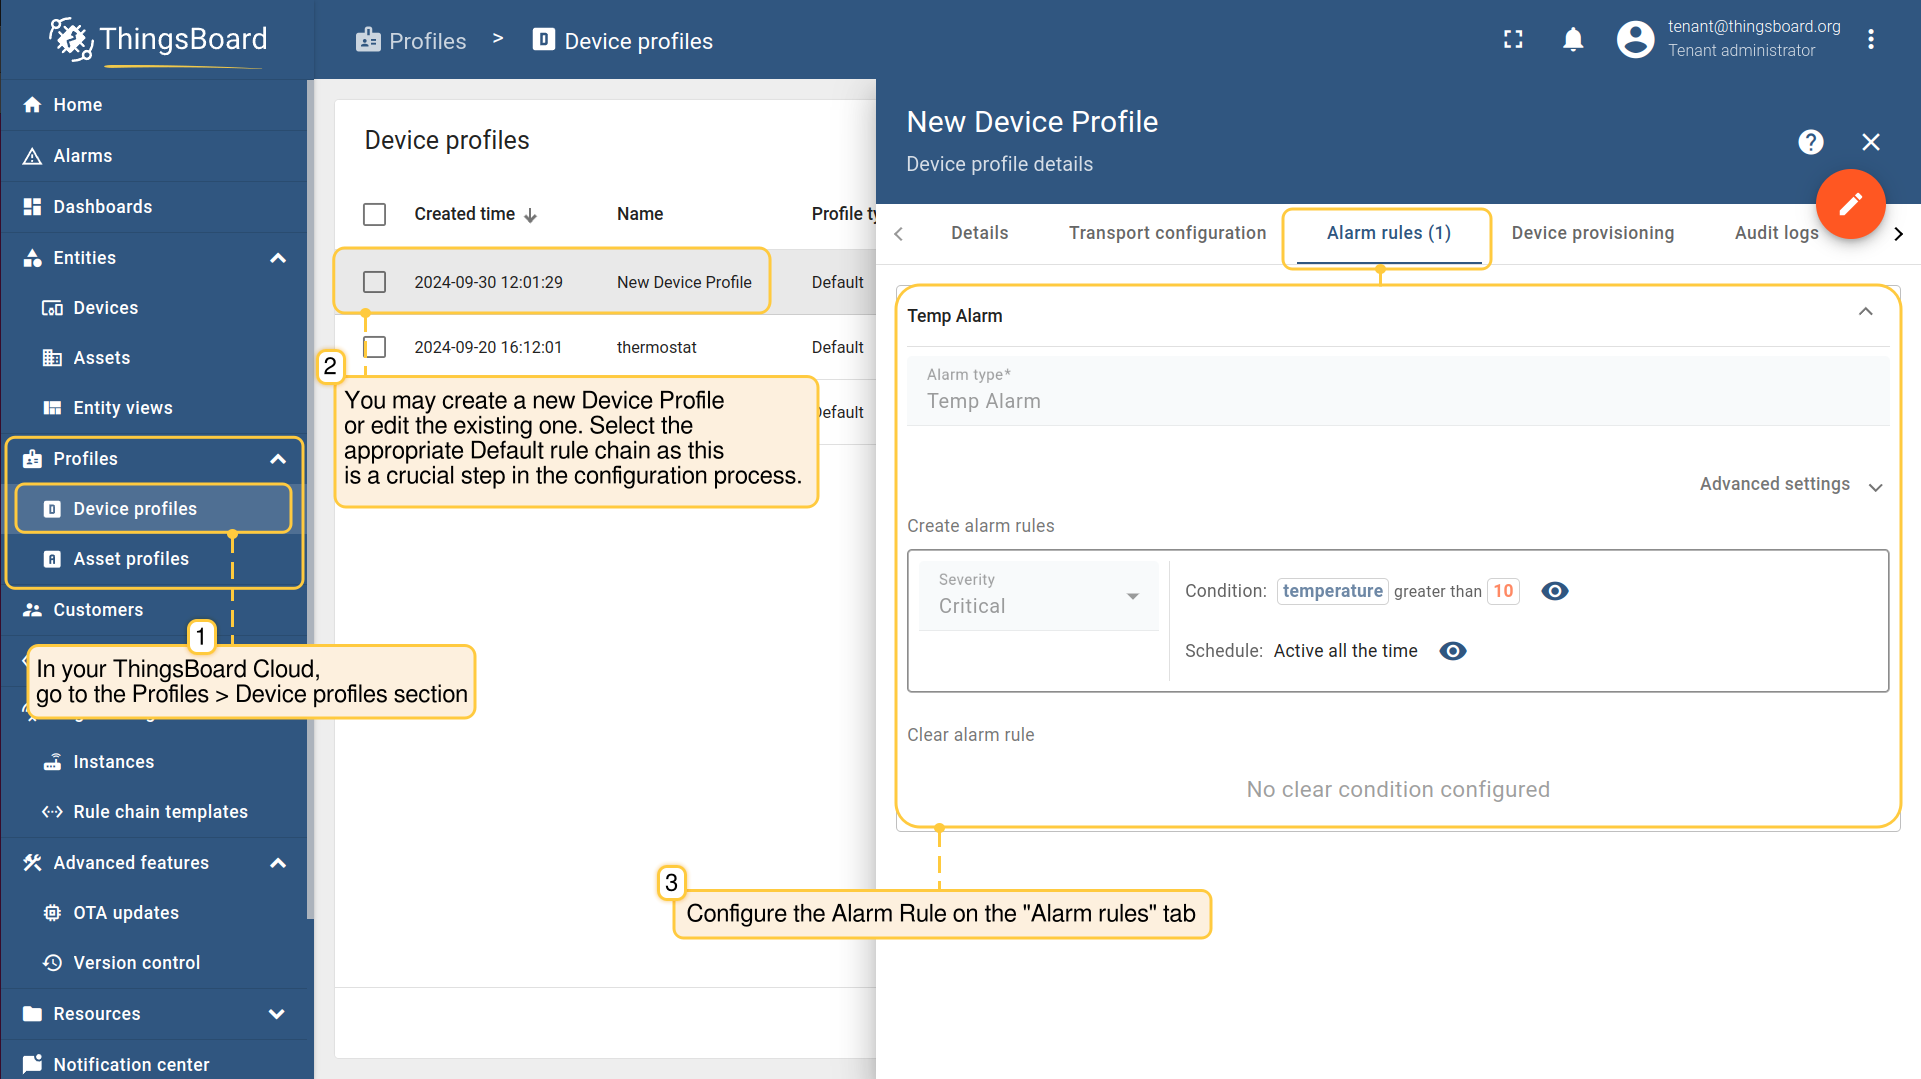 ThingsBoard
Profiles > Device profiles
tenant@thingsboard.org
Tenant administrator
Home
Alarms
Dashboards
Entities
Devices
Assets
Entity views
Profiles
Device profiles
Asset profiles
Customers
1
In your ThingsBoard Cloud,
go to the Profiles > Device profiles section
Instances
Rule chain templates
Advanced features
OTA updates
Version control
Resources
Notification center
Device profiles
Created time Name Profile ty
2024-09-30 12:01:29 New Device Profile Default
2024-09-20 16:12:01 thermostat Default
Default
2
You may create a new Device Profile
or edit the existing one. Select the
appropriate Default rule chain as this
is a crucial step in the configuration process.
New Device Profile
Device profile details
Details Transport configuration Alarm rules (1) Device provisioning Audit logs
Temp Alarm
Alarm type*
Temp Alarm
Advanced settings
Create alarm rules
Severity
Critical
Condition: temperature greater than 10
Schedule: Active all the time
Clear alarm rule
No clear condition configured
3
Configure the Alarm Rule on the "Alarm rules" tab